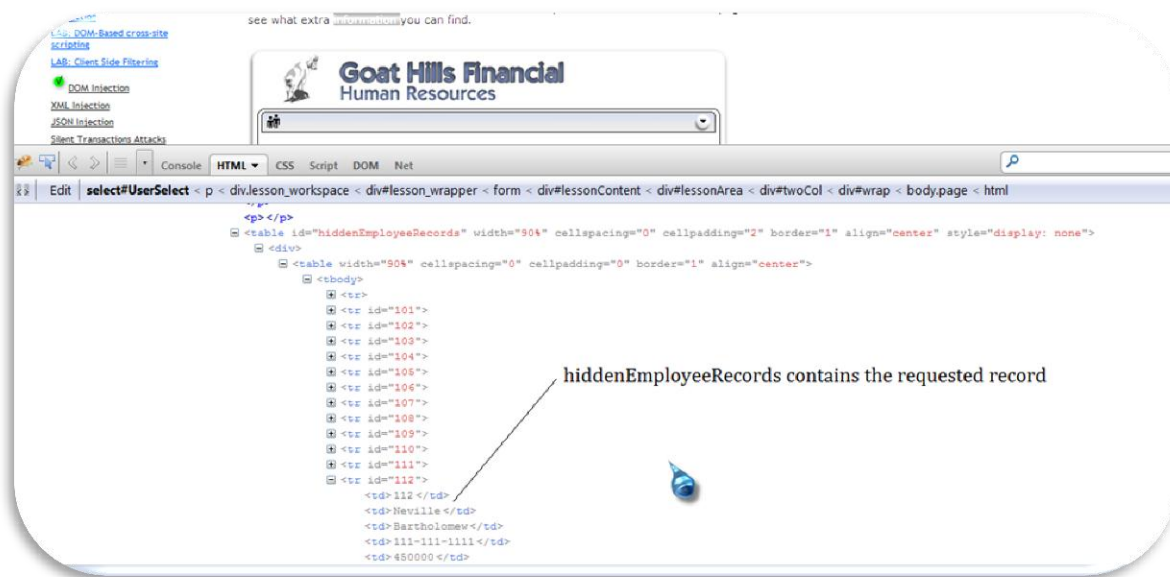 see what extra information you can find.
LAB: DOM-Based cross-site
scripting
LAB: Client Side Filtering
DOM Injection
XML Injection
JSON Injection
Silent Transactions Attacks
Goat Hills Financial
Human Resources
Console HTML CSS Script DOM Net
Edit select#UserSelect < p < div.lesson_workspace < div#lesson_wrapper < form < div#lessonContent < div#lessonArea < div#twoCol < div#wrap < body.page < html
<p></p>
<table id="hiddenEmployeeRecords" width="90%" cellspacing="0" cellpadding="2" border="1" align="center" style="display: none">
<div>
<table width="90%" cellspacing="0" cellpadding="0" border="1" align="center">
<tbody>
<tr>
<tr id="101">
<tr id="102">
<tr id="103">
<tr id="104">
<tr id="105">
<tr id="106">
<tr id="107">
<tr id="108">
<tr id="109">
<tr id="110">
<tr id="111">
<tr id="112">
<td>112</td>
<td>Neville</td>
<td>Bartholomew</td>
<td>111-111-1111</td>
<td>450000</td>
hiddenEmployeeRecords contains the requested record